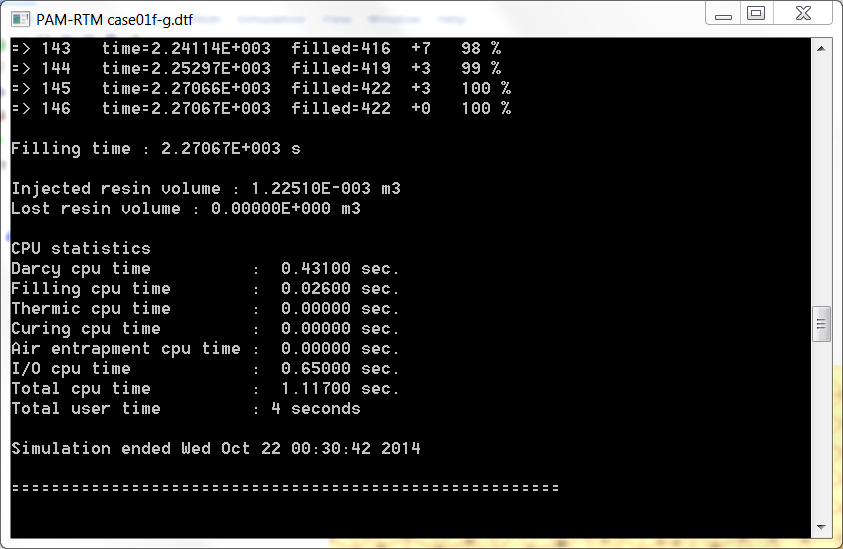 PAM-RTM case01f-g.dtf
=> 143   time=2.24114E+003  filled=416  +7   98 %
=> 144   time=2.25297E+003  filled=419  +3   99 %
=> 145   time=2.27066E+003  filled=422  +3   100 %
=> 146   time=2.27067E+003  filled=422  +0   100 %
Filling time : 2.27067E+003 s
Injected resin volume : 1.22510E-003 m3
Lost resin volume : 0.00000E+000 m3
CPU statistics
Darcy cpu time          :  0.43100 sec.
Filling cpu time        :  0.02600 sec.
Thermic cpu time        :  0.00000 sec.
Curing cpu time         :  0.00000 sec.
Air entrapment cpu time :  0.00000 sec.
I/O cpu time            :  0.65000 sec.
Total cpu time          :  1.11700 sec.
Total user time         : 4 seconds
Simulation ended Wed Oct 22 00:30:42 2014
=======================================================